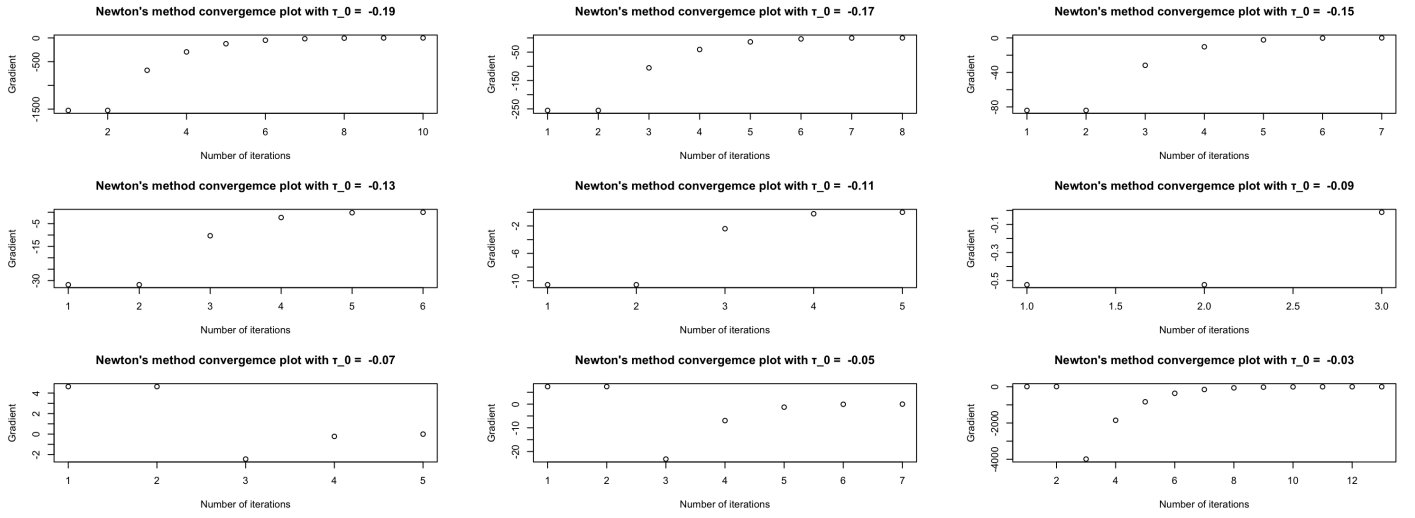 Newton's method convergemce plot with τ_0 =  -0.19
Gradient
-1500 -500 0
2 4 6 8 10
Number of iterations
Newton's method convergemce plot with τ_0 =  -0.17
Gradient
-250 -150 -50
1 2 3 4 5 6 7 8
Number of iterations
Newton's method convergemce plot with τ_0 =  -0.15
Gradient
-80 -40 0
1 2 3 4 5 6 7
Number of iterations
Newton's method convergemce plot with τ_0 =  -0.13
Gradient
-30 -15 -5
1 2 3 4 5 6
Number of iterations
Newton's method convergemce plot with τ_0 =  -0.11
Gradient
-10 -6 -2
1 2 3 4 5
Number of iterations
Newton's method convergemce plot with τ_0 =  -0.09
Gradient
-0.5 -0.3 -0.1
1.0 1.5 2.0 2.5 3.0
Number of iterations
Newton's method convergemce plot with τ_0 =  -0.07
Gradient
-2 0 2 4
1 2 3 4 5
Number of iterations
Newton's method convergemce plot with τ_0 =  -0.05
Gradient
-20 -10 0
1 2 3 4 5 6 7
Number of iterations
Newton's method convergemce plot with τ_0 =  -0.03
Gradient
-4000 -2000 0
2 4 6 8 10 12
Number of iterations